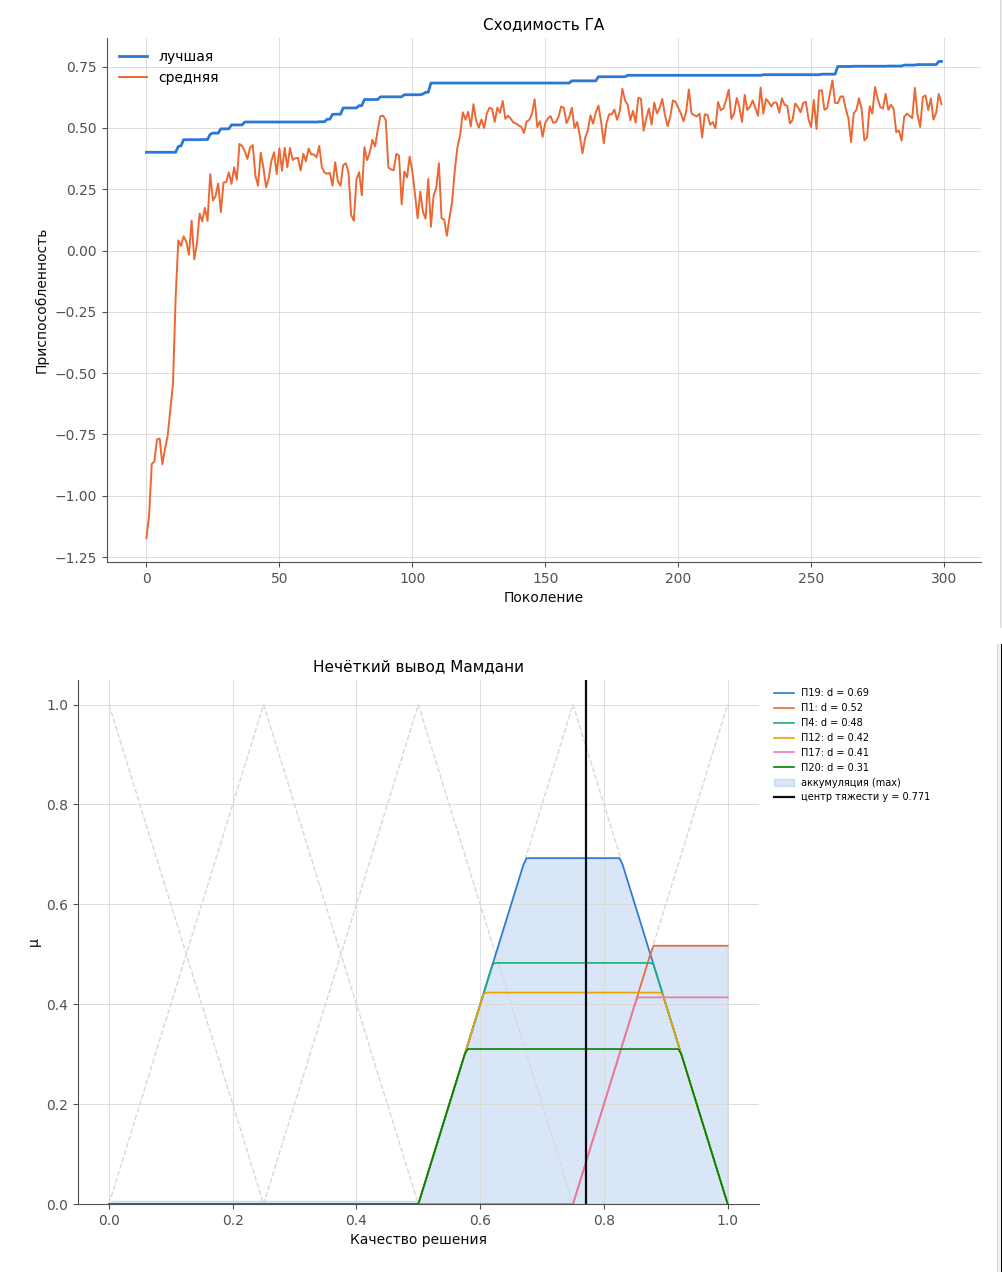 Сходимость ГА
лучшая
средняя
0.75
0.50
0.25
0.00
−0.25
−0.50
−0.75
−1.00
−1.25
Приспособленность
0 50 100 150 200 250 300
Поколение
Нечёткий вывод Мамдани
1.0
0.8
0.6
0.4
0.2
0.0
μ
0.0 0.2 0.4 0.6 0.8 1.0
Качество решения
П19: d = 0.69
П1: d = 0.52
П4: d = 0.48
П12: d = 0.42
П17: d = 0.41
П20: d = 0.31
аккумуляция (max)
центр тяжести y = 0.771